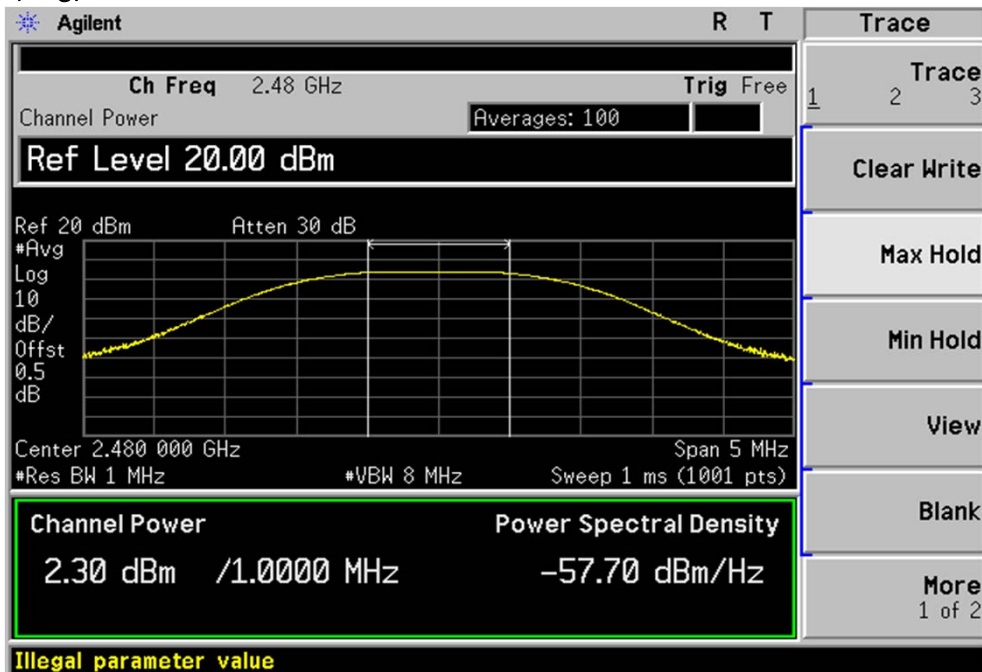 Agilent R T Trace
Ch Freq 2.48 GHz Trig Free
Channel Power Averages: 100
Ref Level 20.00 dBm
Ref 20 dBm Atten 30 dB
#Avg
Log
10
dB/
Offst
0.5
dB
Center 2.480 000 GHz Span 5 MHz
#Res BW 1 MHz #VBW 8 MHz Sweep 1 ms (1001 pts)
Channel Power Power Spectral Density
2.30 dBm /1.0000 MHz -57.70 dBm/Hz
Illegal parameter value
Trace
1 2 3
Clear Write
Max Hold
Min Hold
View
Blank
More
1 of 2